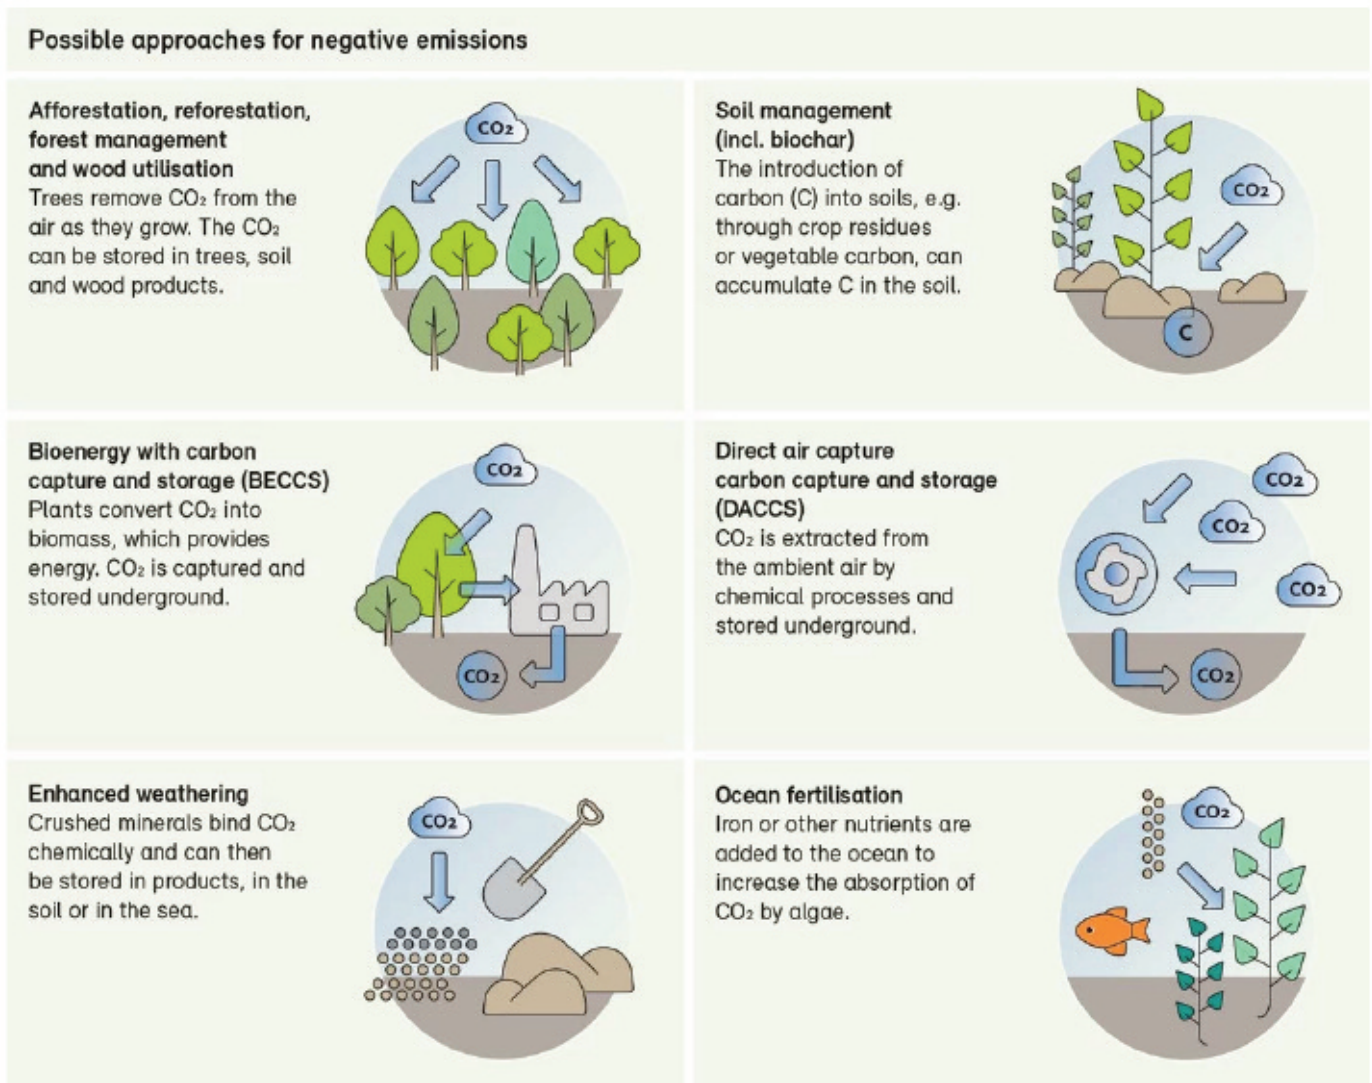 Possible approaches for negative emissions
Afforestation, reforestation,
forest management
and wood utilisation
Trees remove CO₂ from the
air as they grow. The CO₂
can be stored in trees, soil
and wood products.
CO₂
Soil management
(incl. biochar)
The introduction of
carbon (C) into soils, e.g.
through crop residues
or vegetable carbon, can
accumulate C in the soil.
CO₂
C
Bioenergy with carbon
capture and storage (BECCS)
Plants convert CO₂ into
biomass, which provides
energy. CO₂ is captured and
stored underground.
CO₂
CO₂
Direct air capture
carbon capture and storage
(DACCS)
CO₂ is extracted from
the ambient air by
chemical processes and
stored underground.
CO₂
CO₂
CO₂
CO₂
Enhanced weathering
Crushed minerals bind CO₂
chemically and can then
be stored in products, in the
soil or in the sea.
CO₂
Ocean fertilisation
Iron or other nutrients are
added to the ocean to
increase the absorption of
CO₂ by algae.
CO₂